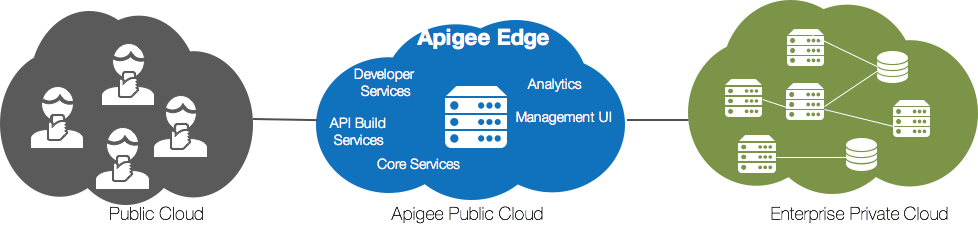 Apigee Edge
Developer
Services
Analytics
API Build
Services
Management UI
Core Services
Public Cloud
Apigee Public Cloud
Enterprise Private Cloud